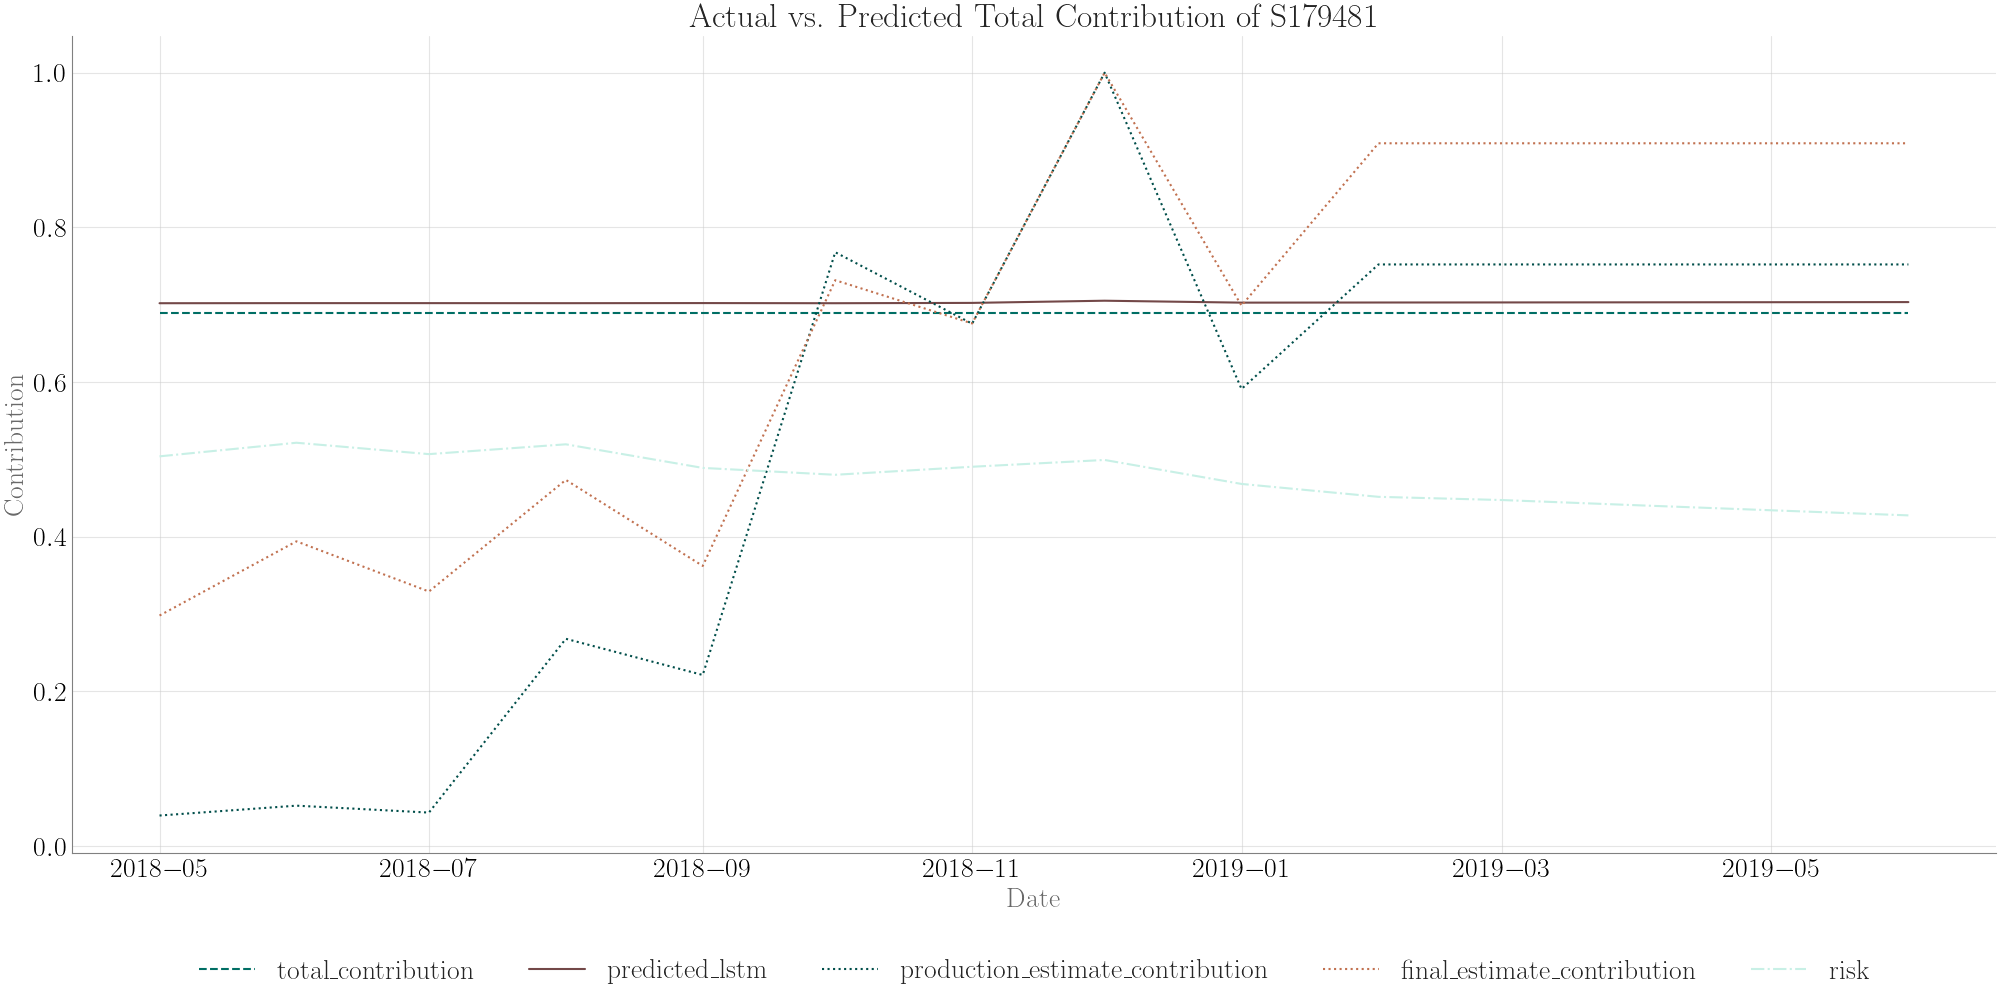 Actual vs. Predicted Total Contribution of S179481
1.0
0.8
0.6
0.4
0.2
0.0
Contribution
2018–05 2018–07 2018–09 2018–11 2019–01 2019–03 2019–05
Date
total_contribution predicted_lstm production_estimate_contribution final_estimate_contribution risk